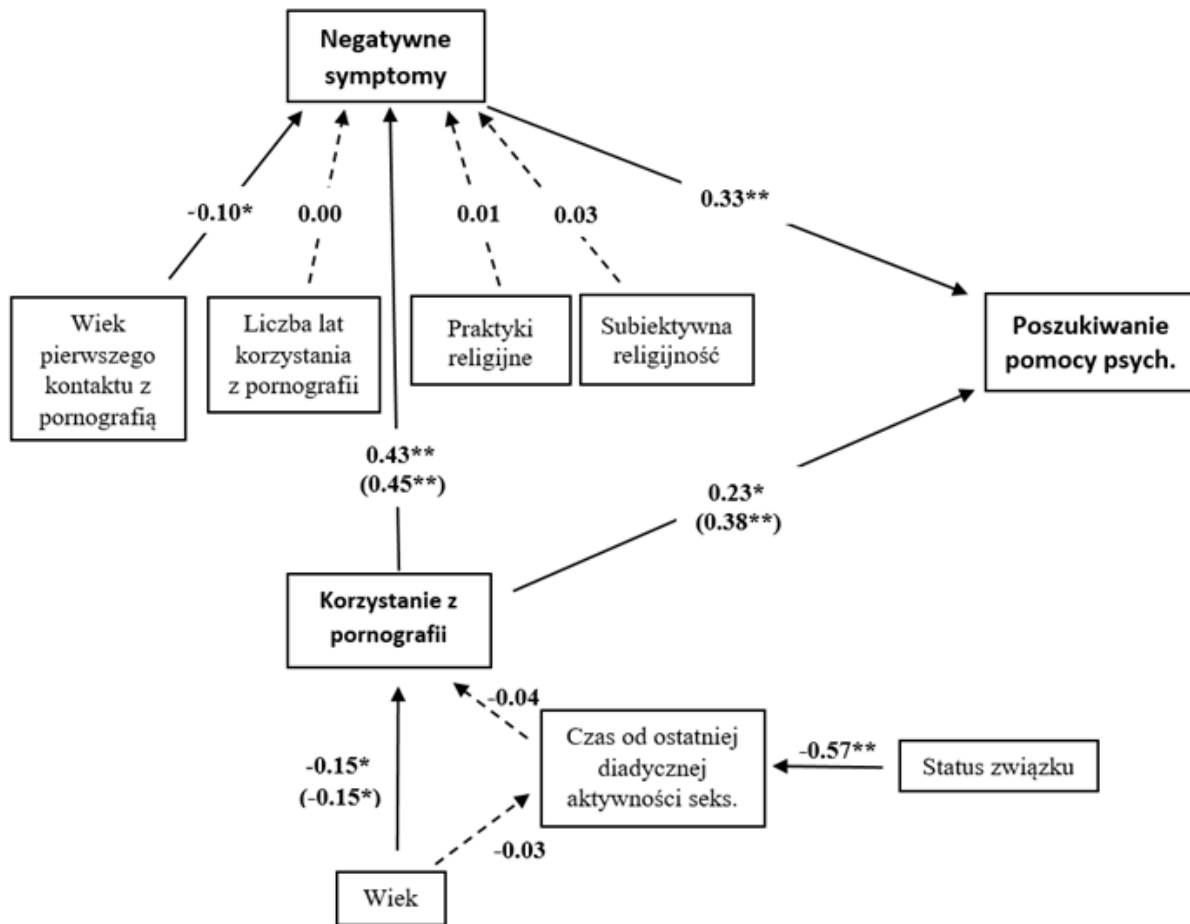 Negatywne
symptomy
-0.10*
0.00
0.01
0.03
0.33**
Wiek
pierwszego
kontaktu z
pornografią
Liczba lat
korzystania
z pornografii
Praktyki
religijne
Subiektywna
religijność
Poszukiwanie
pomocy psych.
0.43**
(0.45**)
0.23*
(0.38**)
Korzystanie z
pornografii
-0.04
Czas od ostatniej
diadycznej
aktywności seks.
-0.57**
Status związku
-0.15*
(-0.15*)
-0.03
Wiek